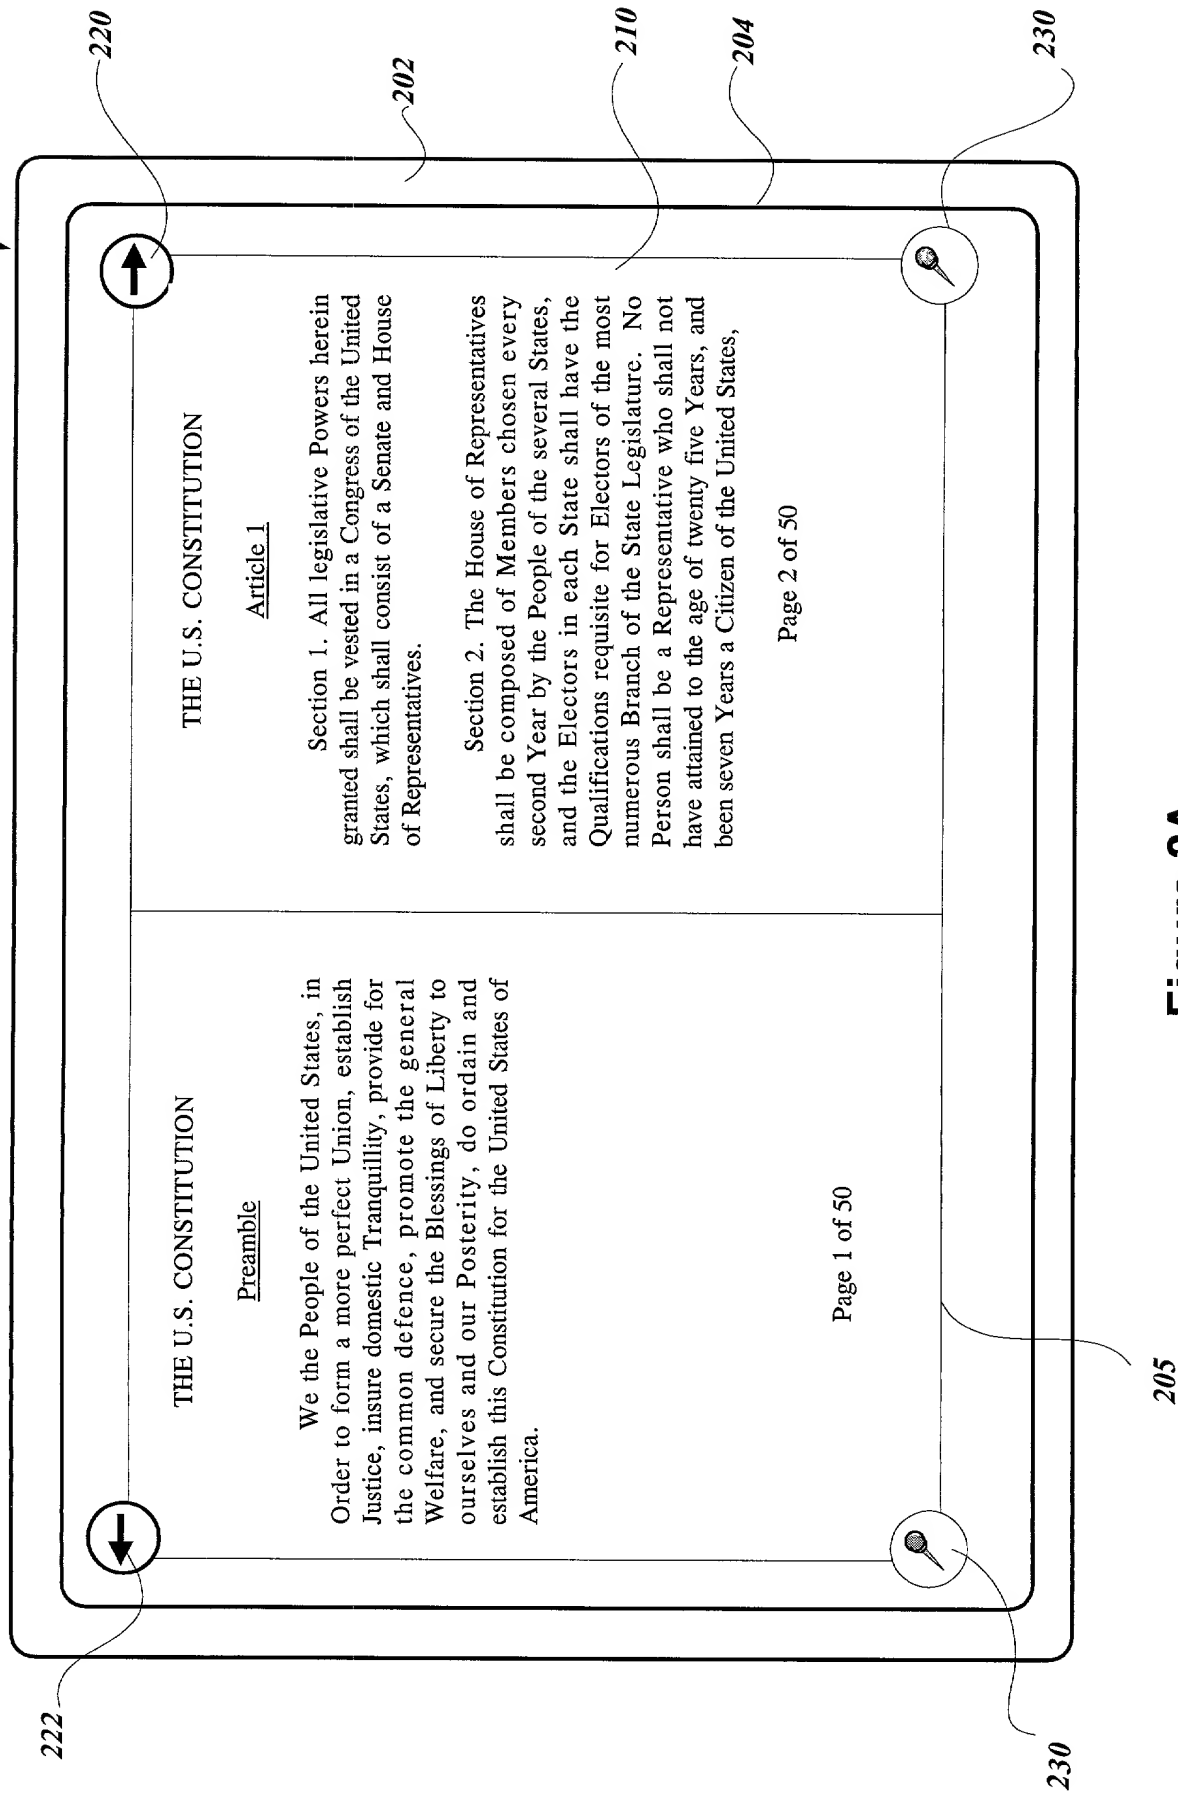 220
202
210
204
230
THE U.S. CONSTITUTION
Preamble
We the People of the United States, in
Order to form a more perfect Union, establish
Justice, insure domestic Tranquillity, provide for
the common defence, promote the general
Welfare, and secure the Blessings of Liberty to
ourselves and our Posterity, do ordain and
establish this Constitution for the United States of
America.
Page 1 of 50
THE U.S. CONSTITUTION
Article 1
Section 1. All legislative Powers herein
granted shall be vested in a Congress of the United
States, which shall consist of a Senate and House
of Representatives.
Section 2. The House of Representatives
shall be composed of Members chosen every
second Year by the People of the several States,
and the Electors in each State shall have the
Qualifications requisite for Electors of the most
numerous Branch of the State Legislature. No
Person shall be a Representative who shall not
have attained to the age of twenty five Years, and
been seven Years a Citizen of the United States,
Page 2 of 50
222
230
205